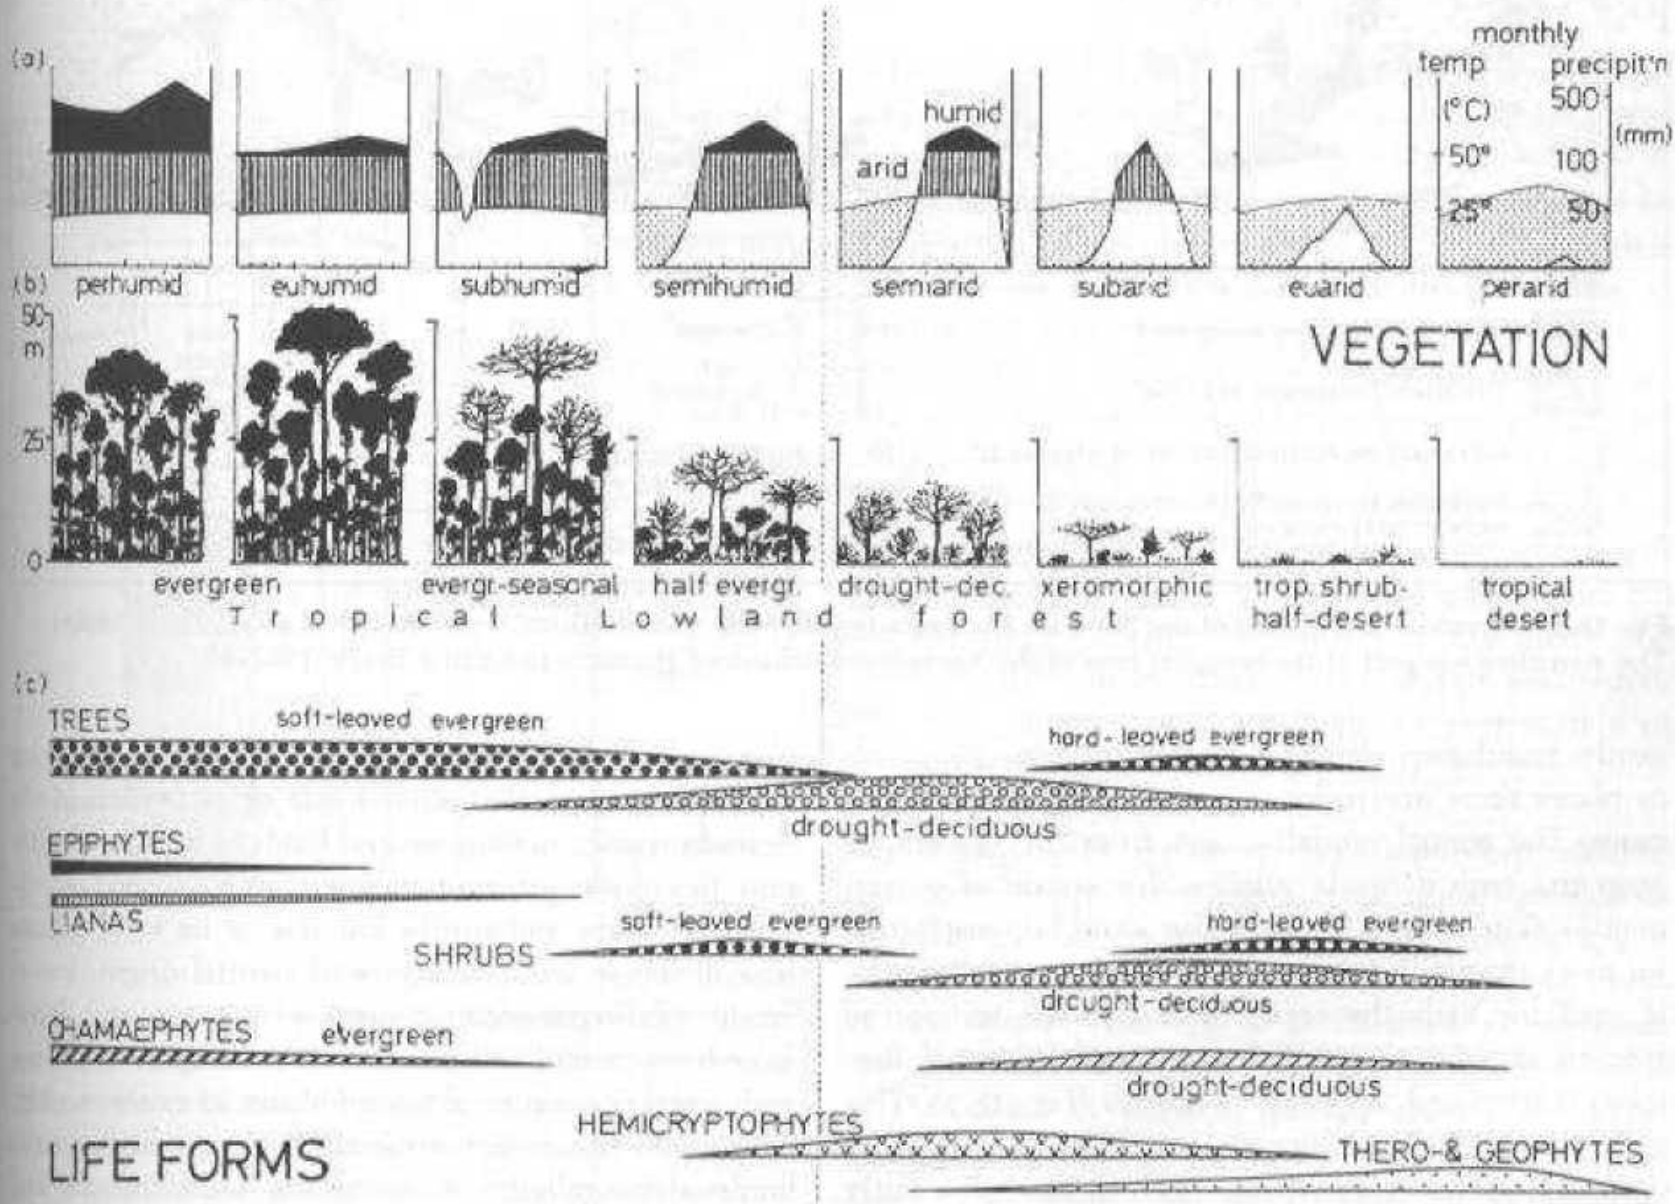 (a)
monthly
temp precipit'n
(°C) 500
(mm)
50° 100
25° 50
humid
arid
perhumid euhumid subhumid semihumid semiarid subarid euarid perarid
(b)
50
m
25
0
VEGETATION
evergreen evergr.-seasonal half evergr. drought-dec. xeromorphic trop. shrub- tropical
Tropical Lowland forest half-desert desert
(c)
TREES soft-leaved evergreen
hard-leaved evergreen
drought-deciduous
EPIPHYTES
LIANAS
SHRUBS soft-leaved evergreen hard-leaved evergreen
drought-deciduous
CHAMAEPHYTES evergreen
drought-deciduous
HEMICRYPTOPHYTES
LIFE FORMS THERO-& GEOPHYTES